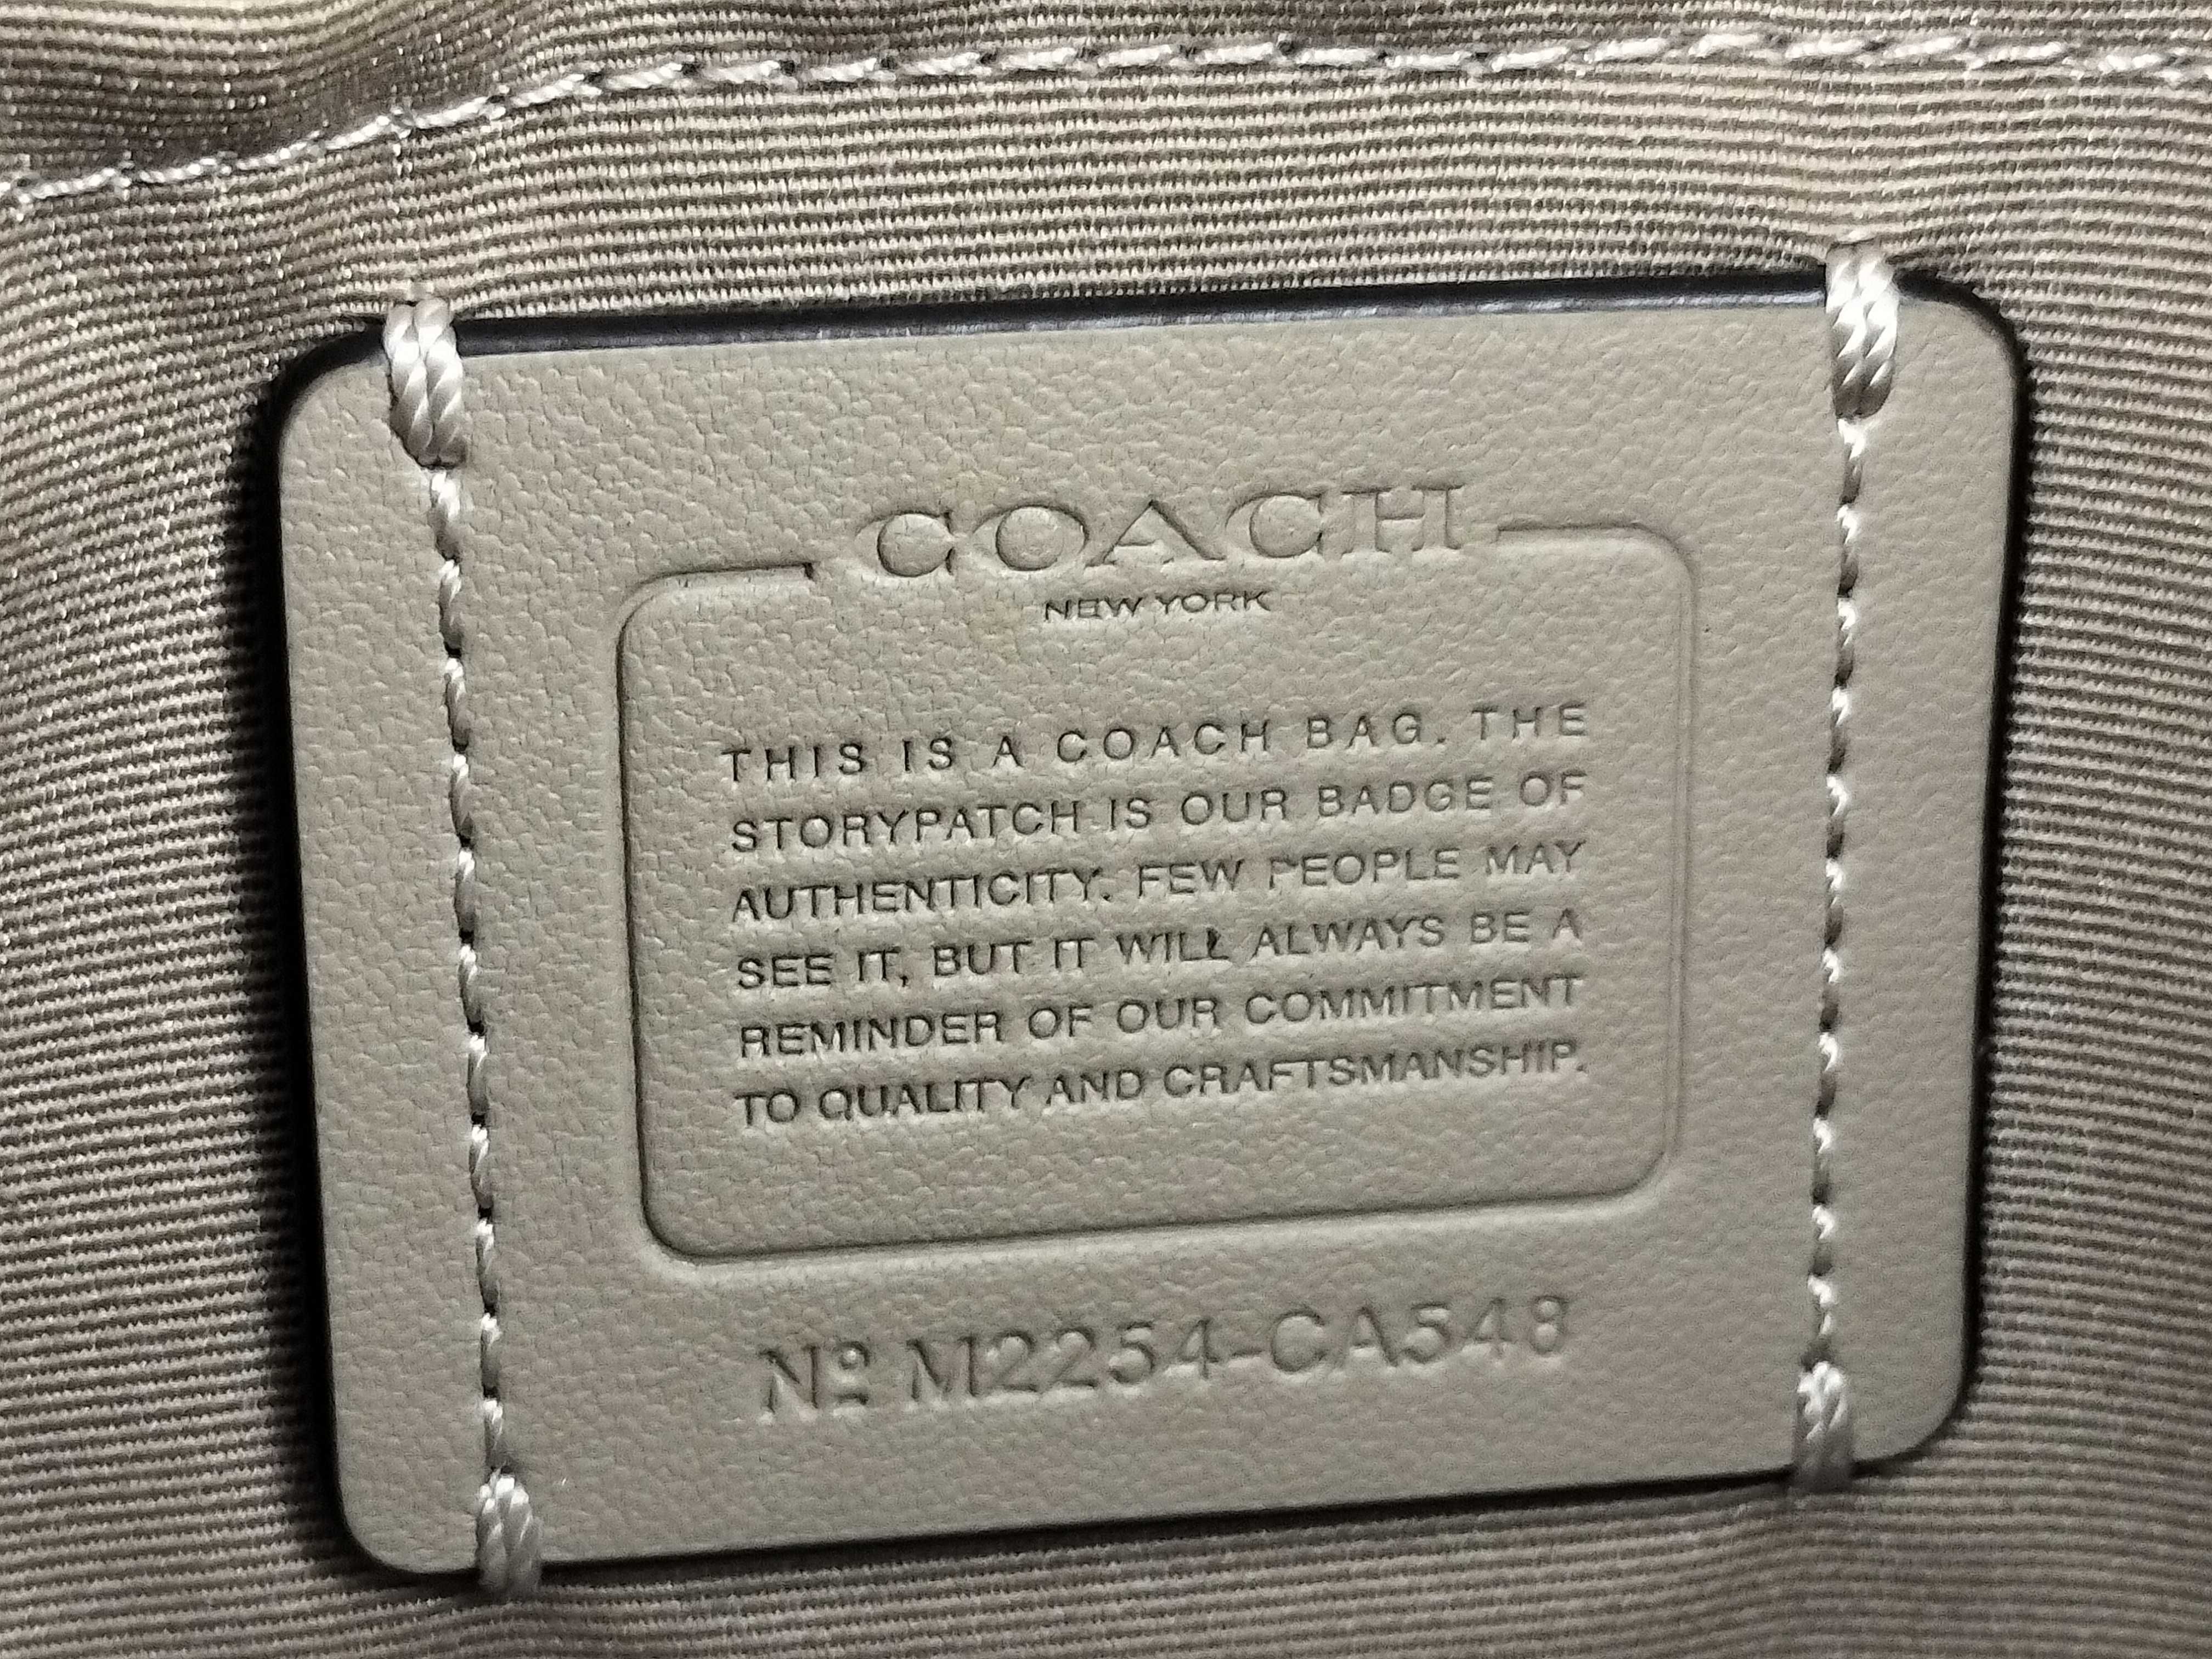 COACH
NEW YORK
THIS IS A COACH BAG. THE
STORYPATCH IS OUR BADGE OF
AUTHENTICITY. FEW PEOPLE MAY
SEE IT, BUT IT WILL ALWAYS BE A
REMINDER OF OUR COMMITMENT
TO QUALITY AND CRAFTSMANSHIP.
Nº M2254-CA548